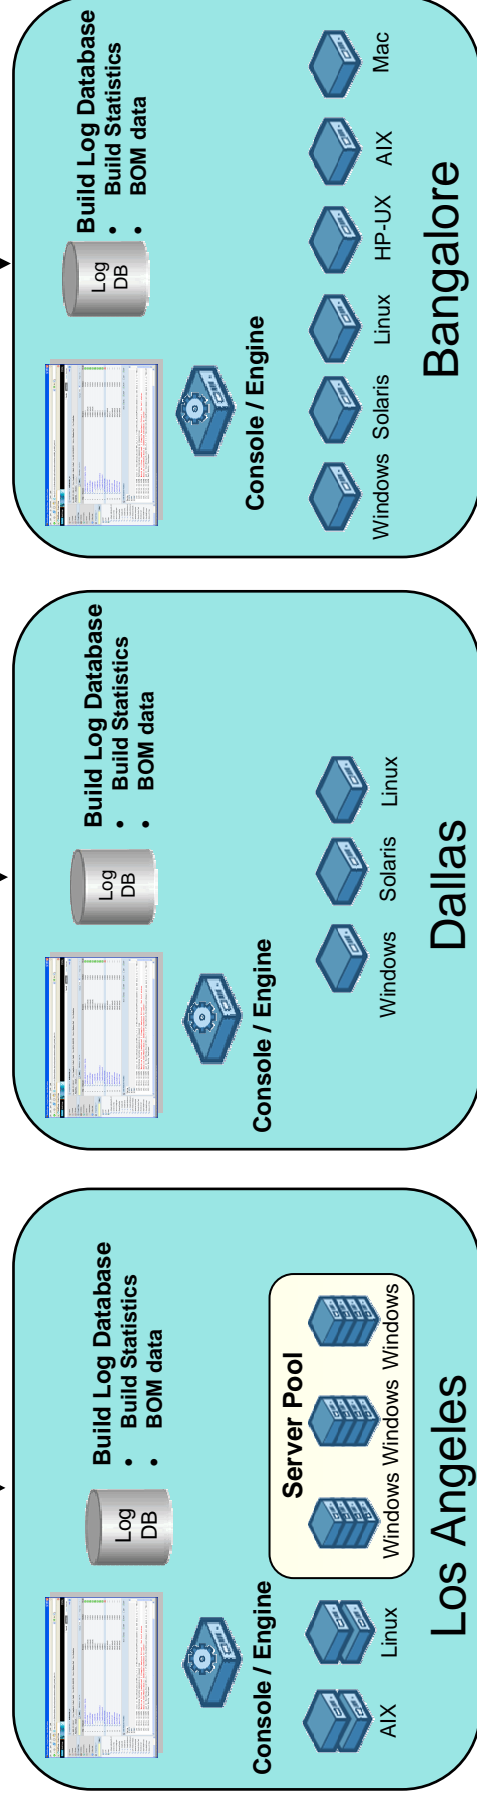 Build Log Database
• Build Statistics
• BOM data
Log
DB
Console / Engine
Server Pool
AIX
Linux
Windows
Windows
Windows
Los Angeles
Build Log Database
• Build Statistics
• BOM data
Log
DB
Console / Engine
Windows
Solaris
Linux
Dallas
Build Log Database
• Build Statistics
• BOM data
Log
DB
Console / Engine
Windows
Solaris
Linux
HP-UX
AIX
Mac
Bangalore